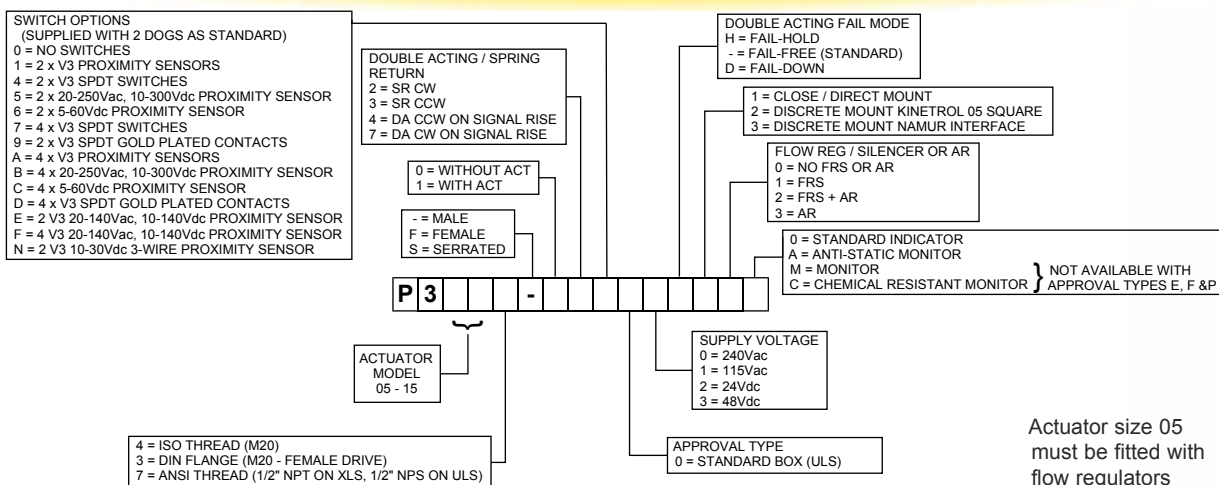 SWITCH OPTIONS
(SUPPLIED WITH 2 DOGS AS STANDARD)
0 = NO SWITCHES
1 = 2 x V3 PROXIMITY SENSORS
4 = 2 x V3 SPDT SWITCHES
5 = 2 x 20-250Vac, 10-300Vdc PROXIMITY SENSOR
6 = 2 x 5-60Vdc PROXIMITY SENSOR
7 = 4 x V3 SPDT SWITCHES
9 = 2 x V3 SPDT GOLD PLATED CONTACTS
A = 4 x V3 PROXIMITY SENSORS
B = 4 x 20-250Vac, 10-300Vdc PROXIMITY SENSOR
C = 4 x 5-60Vdc PROXIMITY SENSOR
D = 4 x V3 SPDT GOLD PLATED CONTACTS
E = 2 V3 20-140Vac, 10-140Vdc PROXIMITY SENSOR
F = 4 V3 20-140Vac, 10-140Vdc PROXIMITY SENSOR
N = 2 V3 10-30Vdc 3-WIRE PROXIMITY SENSOR
DOUBLE ACTING / SPRING
RETURN
2 = SR CW
3 = SR CCW
4 = DA CCW ON SIGNAL RISE
7 = DA CW ON SIGNAL RISE
0 = WITHOUT ACT
1 = WITH ACT
- = MALE
F = FEMALE
S = SERRATED
DOUBLE ACTING FAIL MODE
H = FAIL-HOLD
- = FAIL-FREE (STANDARD)
D = FAIL-DOWN
1 = CLOSE / DIRECT MOUNT
2 = DISCRETE MOUNT KINETROL 05 SQUARE
3 = DISCRETE MOUNT NAMUR INTERFACE
FLOW REG / SILENCER OR AR
0 = NO FRS OR AR
1 = FRS
2 = FRS + AR
3 = AR
0 = STANDARD INDICATOR
A = ANTI-STATIC MONITOR
M = MONITOR
C = CHEMICAL RESISTANT MONITOR
} NOT AVAILABLE WITH
APPROVAL TYPES E, F &P
P 3 -
ACTUATOR
MODEL
05 - 15
SUPPLY VOLTAGE
0 = 240Vac
1 = 115Vac
2 = 24Vdc
3 = 48Vdc
4 = ISO THREAD (M20)
3 = DIN FLANGE (M20 - FEMALE DRIVE)
7 = ANSI THREAD (1/2" NPT ON XLS, 1/2" NPS ON ULS)
APPROVAL TYPE
0 = STANDARD BOX (ULS)
Actuator size 05
must be fitted with
flow regulators